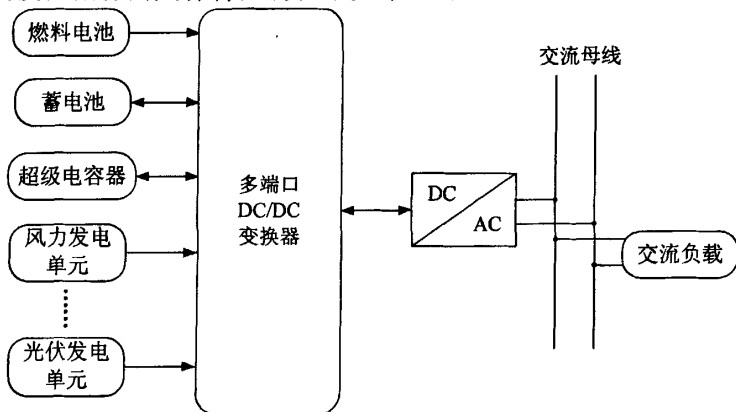 燃料电池
蓄电池
超级电容器
风力发电
单元
光伏发电
单元
多端口
DC/DC
变换器
DC
AC
交流母线
交流负载